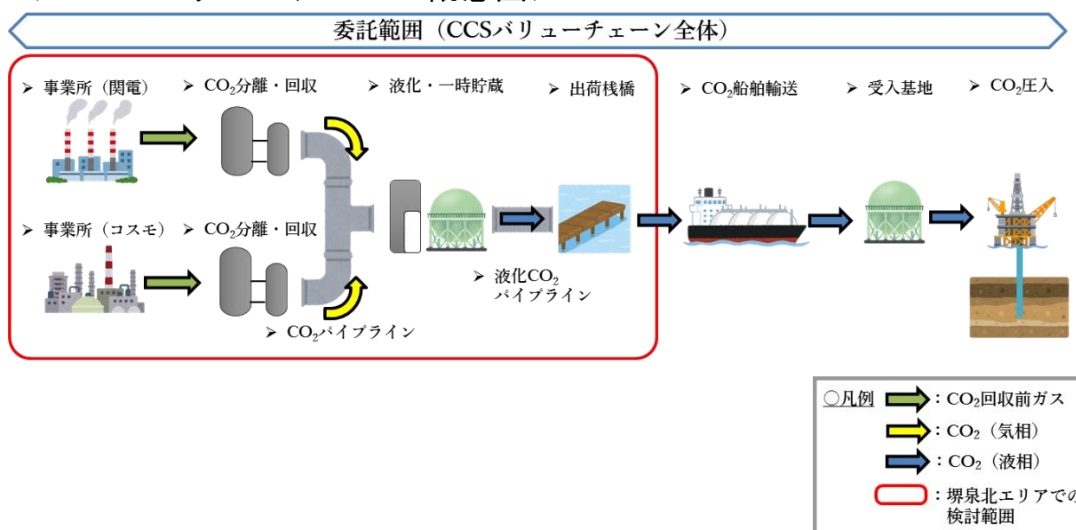 委託範囲（CCSバリューチェーン全体）
➢ 事業所（関電）
➢ CO₂分離・回収
➢ 液化・一時貯蔵
➢ 出荷桟橋
➢ CO₂船舶輸送
➢ 受入基地
➢ CO₂圧入
➢ 事業所（コスモ）
➢ CO₂分離・回収
➢ 液化CO₂
パイプライン
➢ CO₂パイプライン
○凡例
：CO₂回収前ガス
：CO₂（気相）
：CO₂（液相）
：堺泉北エリアでの
検討範囲